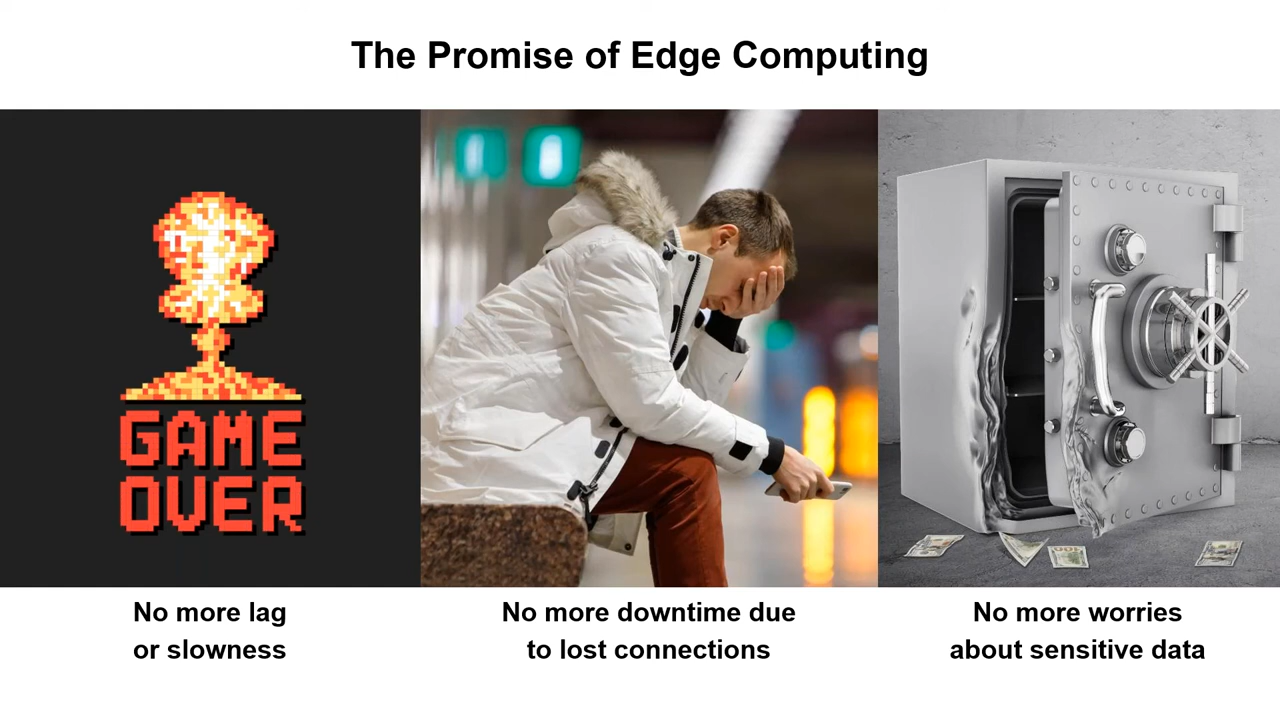 The Promise of Edge Computing
GAME
OVER
No more lag
or slowness
No more downtime due
to lost connections
No more worries
about sensitive data